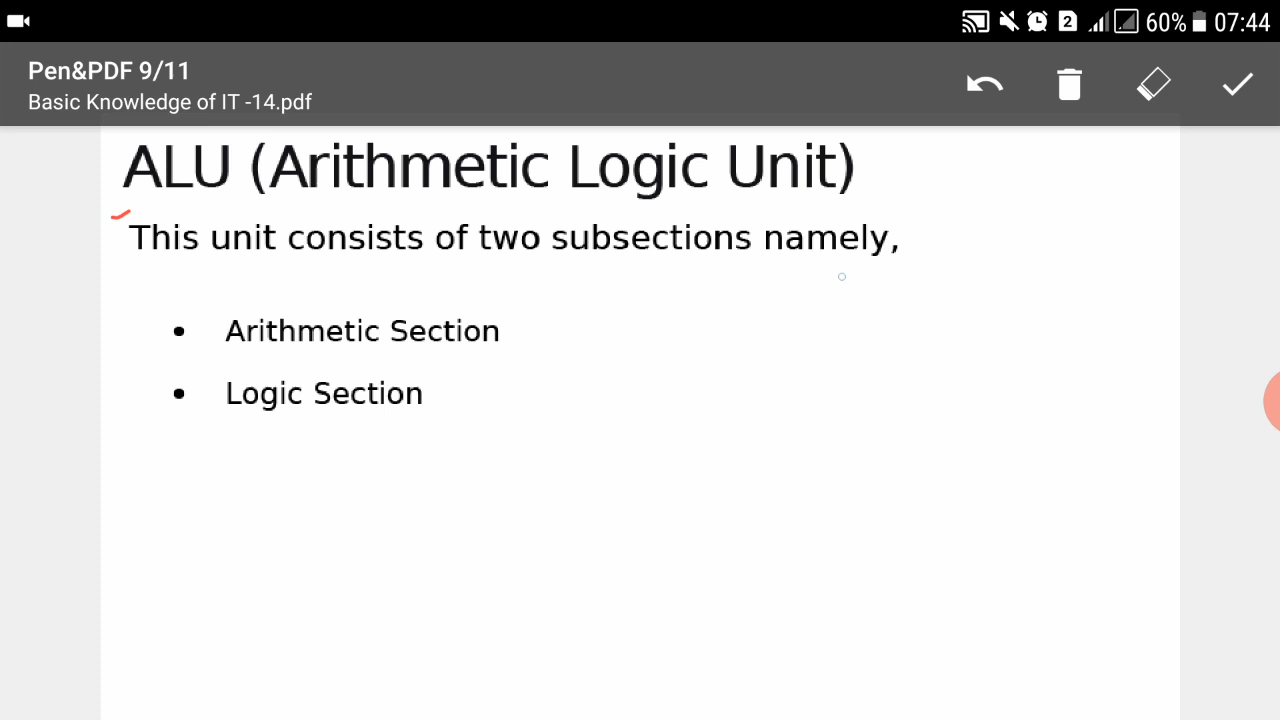 2 60% 07:44
Pen&PDF 9/11
Basic Knowledge of IT -14.pdf
ALU (Arithmetic Logic Unit)
This unit consists of two subsections namely,
• Arithmetic Section
• Logic Section